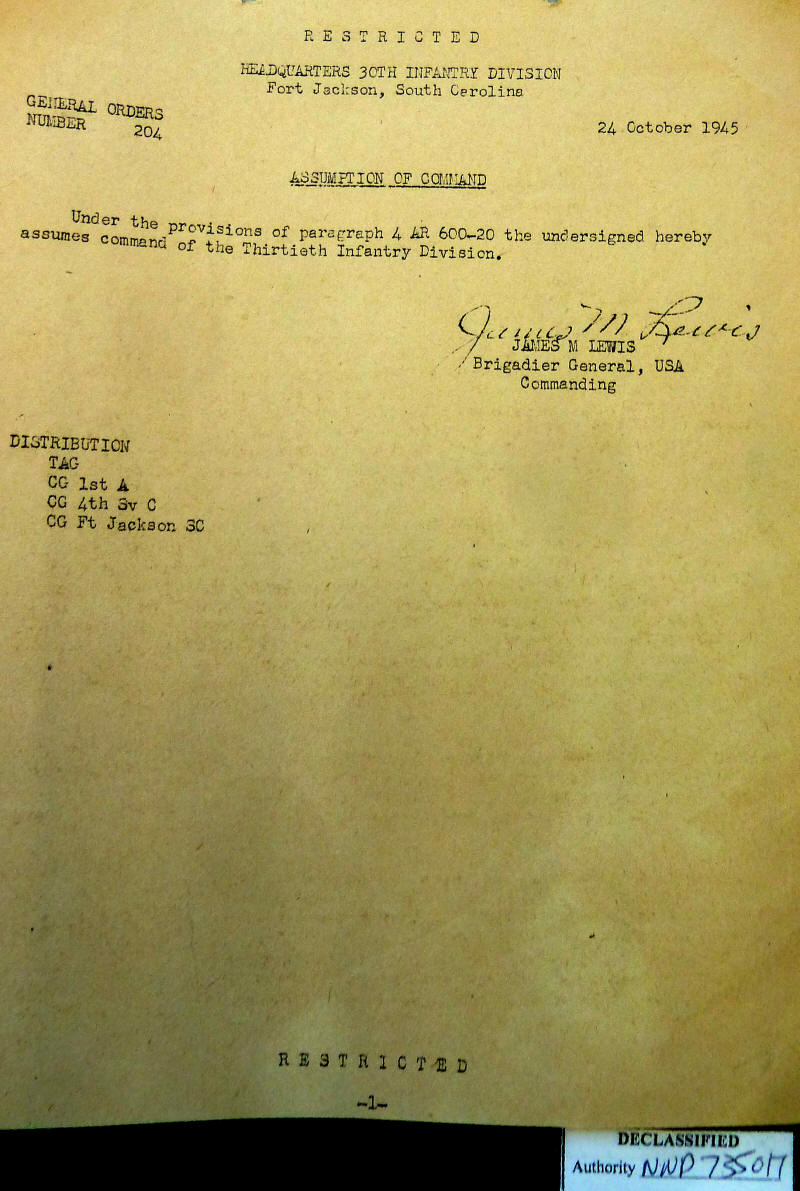 RESTRICTED
HEADQUARTERS 30TH INFANTRY DIVISION
Fort Jackson, South Carolina
GENERAL ORDERS
NUMBER 204
24 October 1945
ASSUMPTION OF COMMAND
Under the provisions of paragraph 4 AR 600-20 the undersigned hereby
assumes command of the Thirtieth Infantry Division.
James M Lewis
JAMES M LEWIS
Brigadier General, USA
Commanding
DISTRIBUTION
TAG
CG 1st A
CG 4th Sv C
CG Ft Jackson SC
RESTRICTED
-1-
DECLASSIFIED
Authority NWP 735017